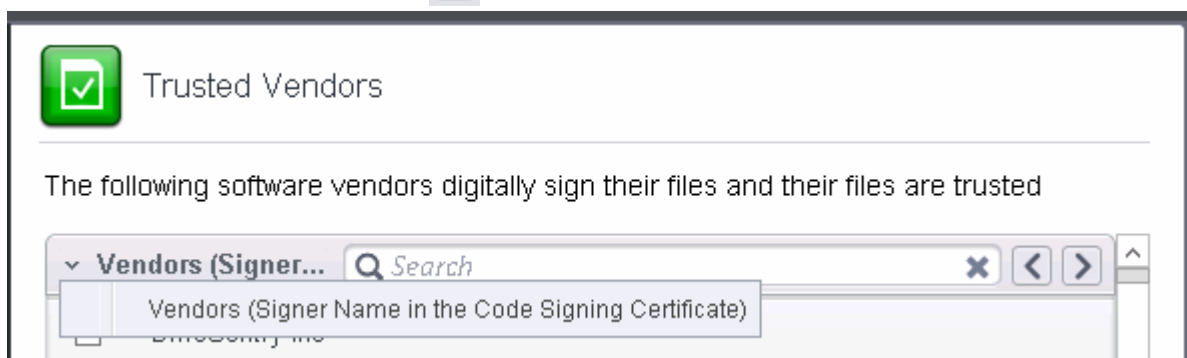 Trusted Vendors
The following software vendors digitally sign their files and their files are trusted
Vendors (Signer... Search
Vendors (Signer Name in the Code Signing Certificate)